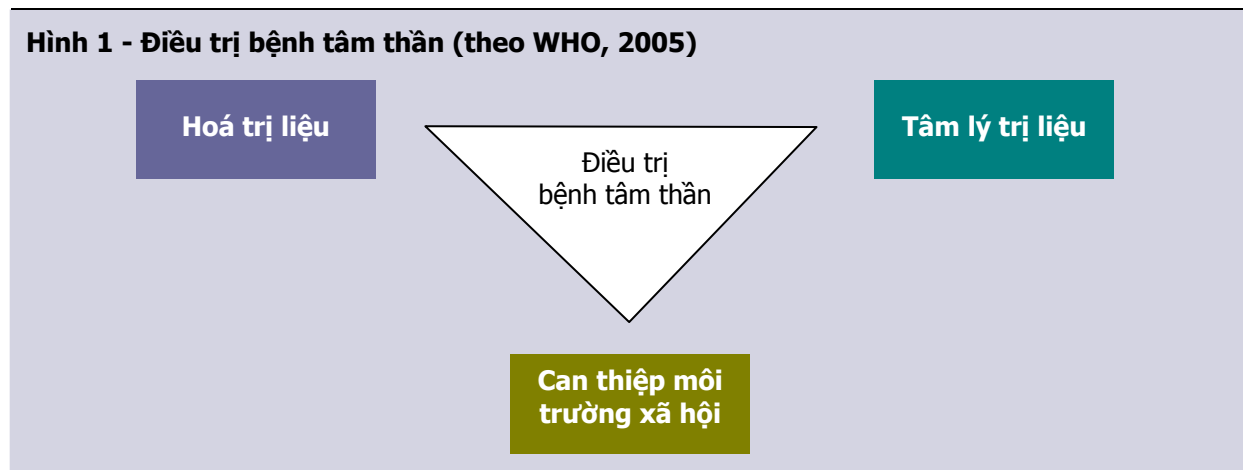 Hình 1 - Điều trị bệnh tâm thần (theo WHO, 2005)
Hoá trị liệu
Tâm lý trị liệu
Điều trị
bệnh tâm thần
Can thiệp môi
trường xã hội